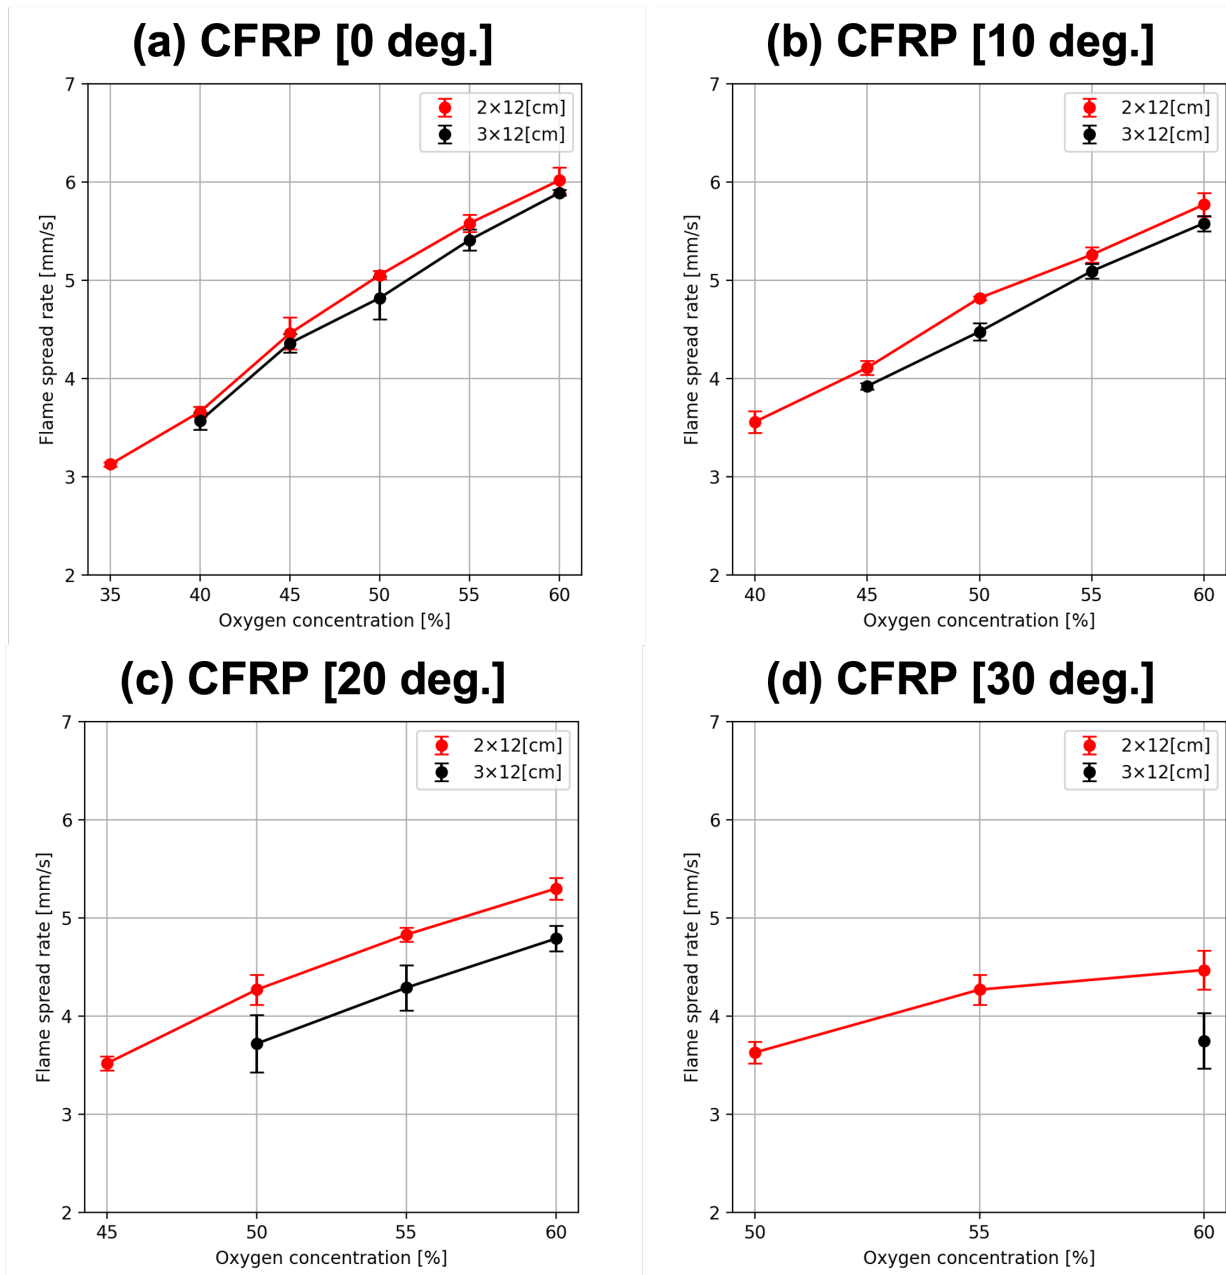 (a) CFRP [0 deg.]
7
6
5
4
3
2
Flame spread rate [mm/s]
2×12[cm]
3×12[cm]
35 40 45 50 55 60
Oxygen concentration [%]
(b) CFRP [10 deg.]
7
6
5
4
3
2
Flame spread rate [mm/s]
2×12[cm]
3×12[cm]
40 45 50 55 60
Oxygen concentration [%]
(c) CFRP [20 deg.]
7
6
5
4
3
2
Flame spread rate [mm/s]
2×12[cm]
3×12[cm]
45 50 55 60
Oxygen concentration [%]
(d) CFRP [30 deg.]
7
6
5
4
3
2
Flame spread rate [mm/s]
2×12[cm]
3×12[cm]
50 55 60
Oxygen concentration [%]